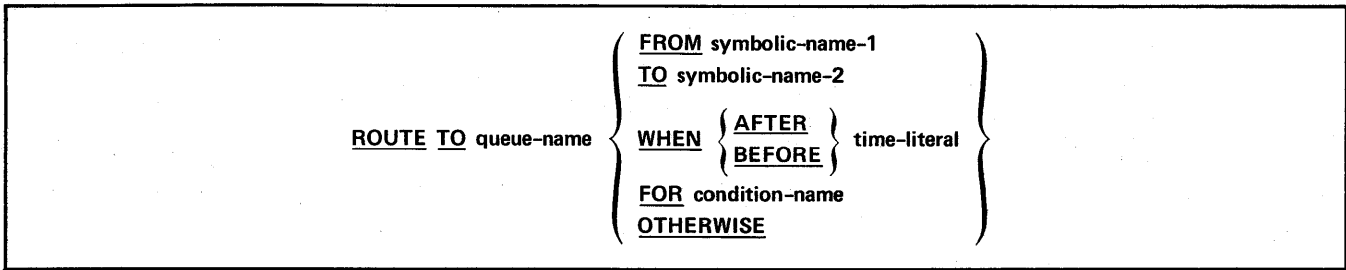 FROM symbolic-name-1
TO symbolic-name-2
ROUTE TO queue-name WHEN { AFTER BEFORE } time-literal
FOR condition-name
OTHERWISE